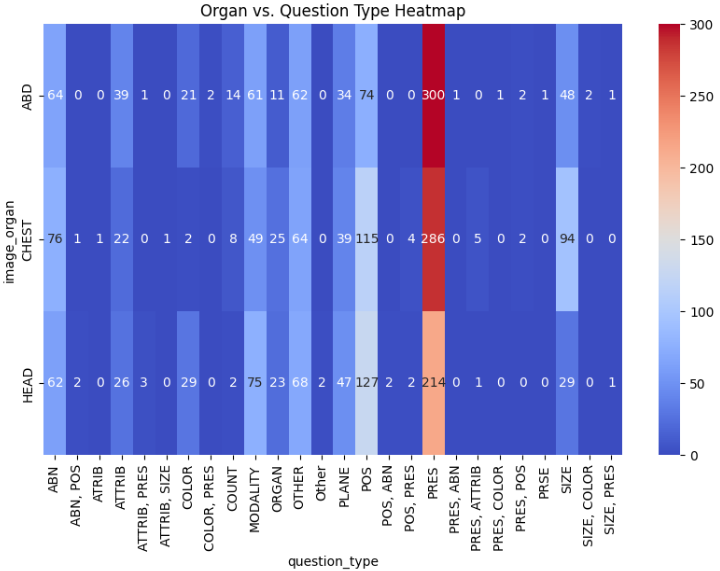 Organ vs. Question Type Heatmap
image_organ
ABD 64 0 0 39 1 0 21 2 14 61 11 62 0 34 74 0 0 300 1 0 1 2 1 48 2 1
CHEST 76 1 1 22 0 1 2 0 8 49 25 64 0 39 115 0 4 286 0 5 0 2 0 94 0 0
HEAD 62 2 0 26 3 0 29 0 2 75 23 68 2 47 127 2 2 214 0 1 0 0 0 29 0 1
ABN
ABN, POS
ATRIB
ATTRIB
ATTRIB, PRES
ATTRIB, SIZE
COLOR
COLOR, PRES
COUNT
MODALITY
ORGAN
OTHER
Other
PLANE
POS
POS, ABN
POS, PRES
PRES
PRES, ABN
PRES, ATTRIB
PRES, COLOR
PRES, POS
PRSE
SIZE
SIZE, COLOR
SIZE, PRES
question_type
300
250
200
150
100
50
0